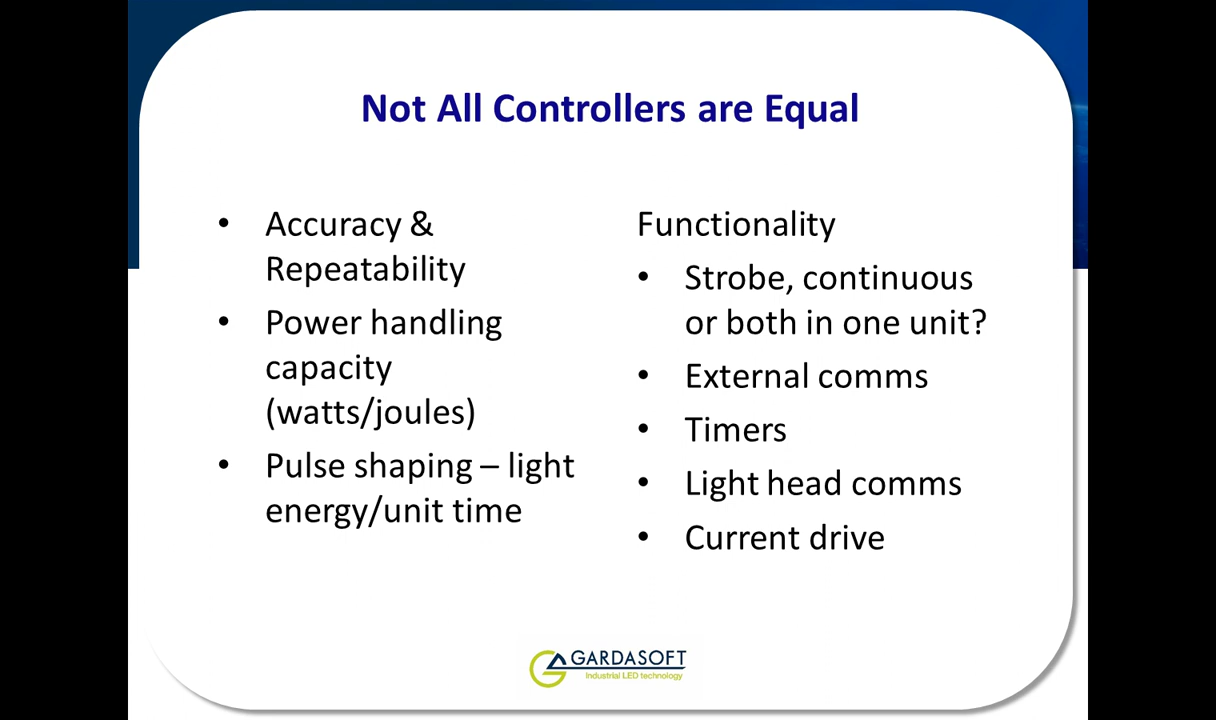 Not All Controllers are Equal
• Accuracy &
Repeatability
• Power handling
capacity
(watts/joules)
• Pulse shaping – light
energy/unit time
Functionality
• Strobe, continuous
or both in one unit?
• External comms
• Timers
• Light head comms
• Current drive
GARDASOFT
Industrial LED technology